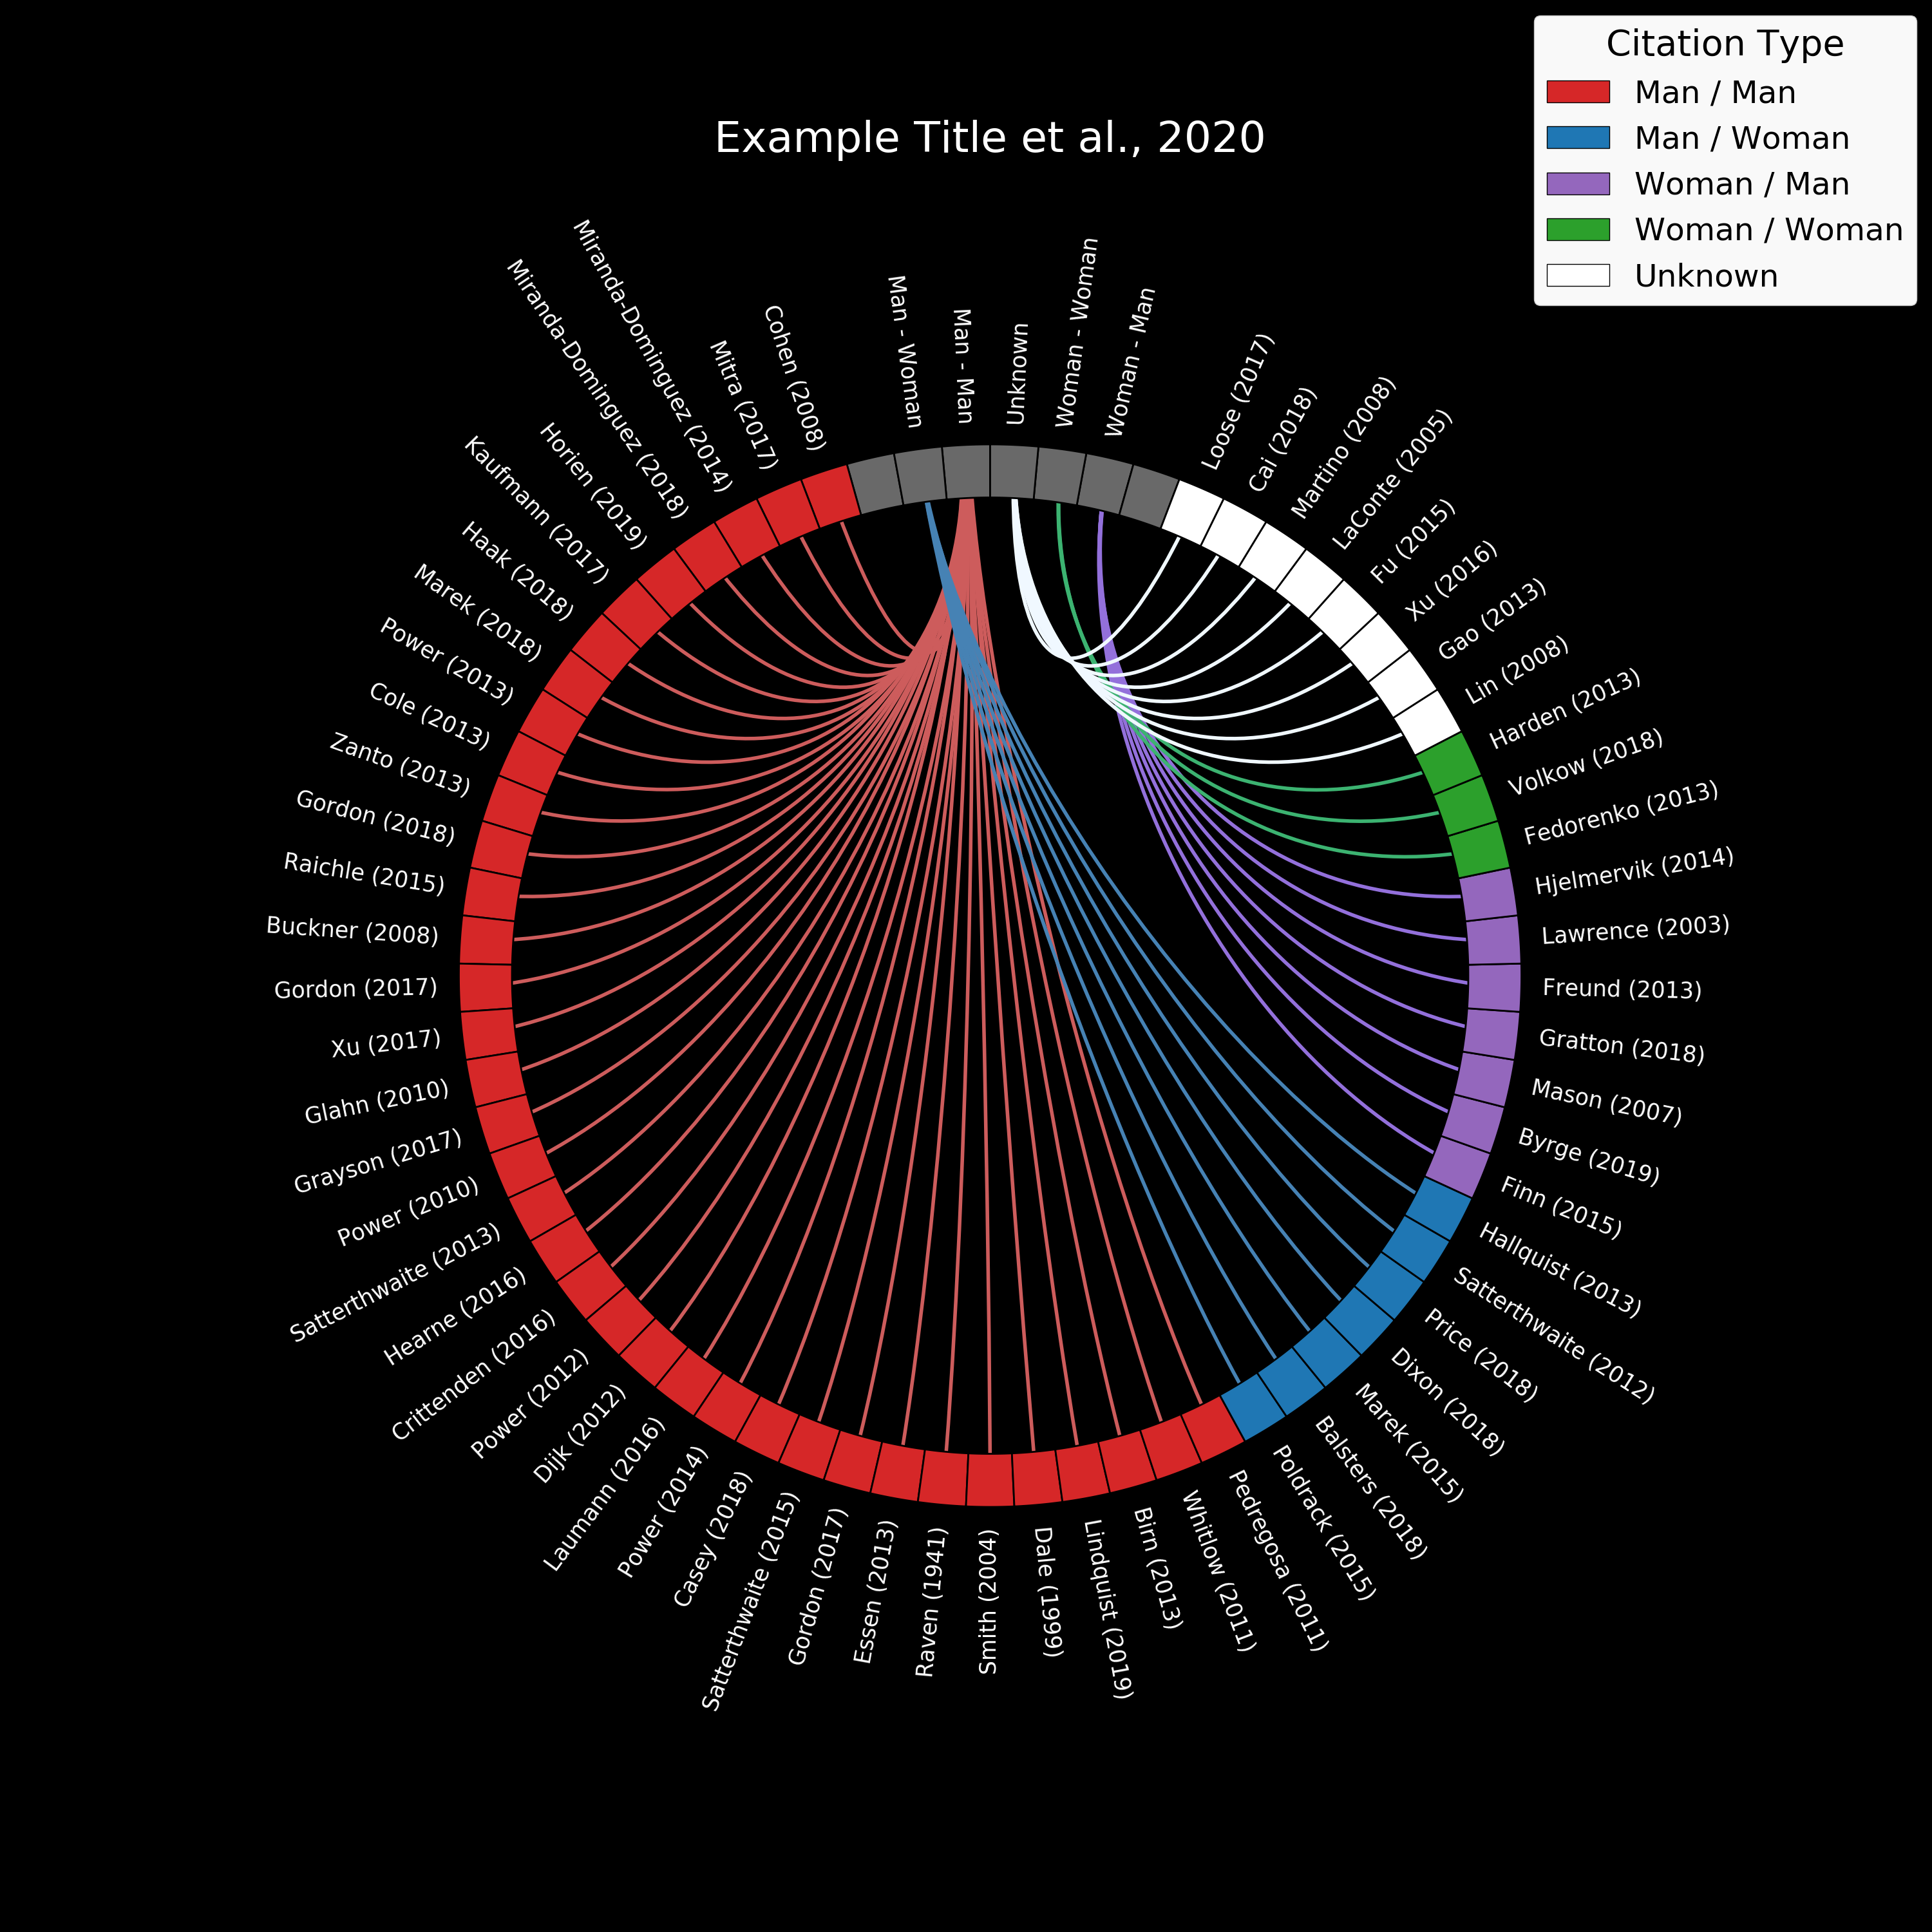 Citation Type
Man / Man
Man / Woman
Woman / Man
Woman / Woman
Unknown
Example Title et al., 2020
Man - Woman
Man - Man
Unknown
Woman - Woman
Woman - Man
Loose (2017)
Cai (2018)
Martino (2008)
LaConte (2005)
Fu (2015)
Xu (2016)
Gao (2013)
Lin (2008)
Harden (2013)
Volkow (2018)
Fedorenko (2013)
Hjelmervik (2014)
Lawrence (2003)
Freund (2013)
Gratton (2018)
Mason (2007)
Byrge (2019)
Finn (2015)
Hallquist (2013)
Satterthwaite (2012)
Price (2018)
Dixon (2018)
Marek (2015)
Balsters (2018)
Poldrack (2015)
Pedregosa (2011)
Whitlow (2011)
Birn (2013)
Lindquist (2019)
Dale (1999)
Smith (2004)
Raven (1941)
Essen (2013)
Gordon (2017)
Satterthwaite (2015)
Casey (2018)
Power (2014)
Laumann (2016)
Dijk (2012)
Power (2012)
Crittenden (2016)
Hearne (2016)
Satterthwaite (2013)
Power (2010)
Grayson (2017)
Glahn (2010)
Xu (2017)
Gordon (2017)
Buckner (2008)
Raichle (2015)
Gordon (2018)
Zanto (2013)
Cole (2013)
Power (2013)
Marek (2018)
Haak (2018)
Kaufmann (2017)
Horien (2019)
Miranda-Dominguez (2018)
Miranda-Dominguez (2014)
Mitra (2017)
Cohen (2008)